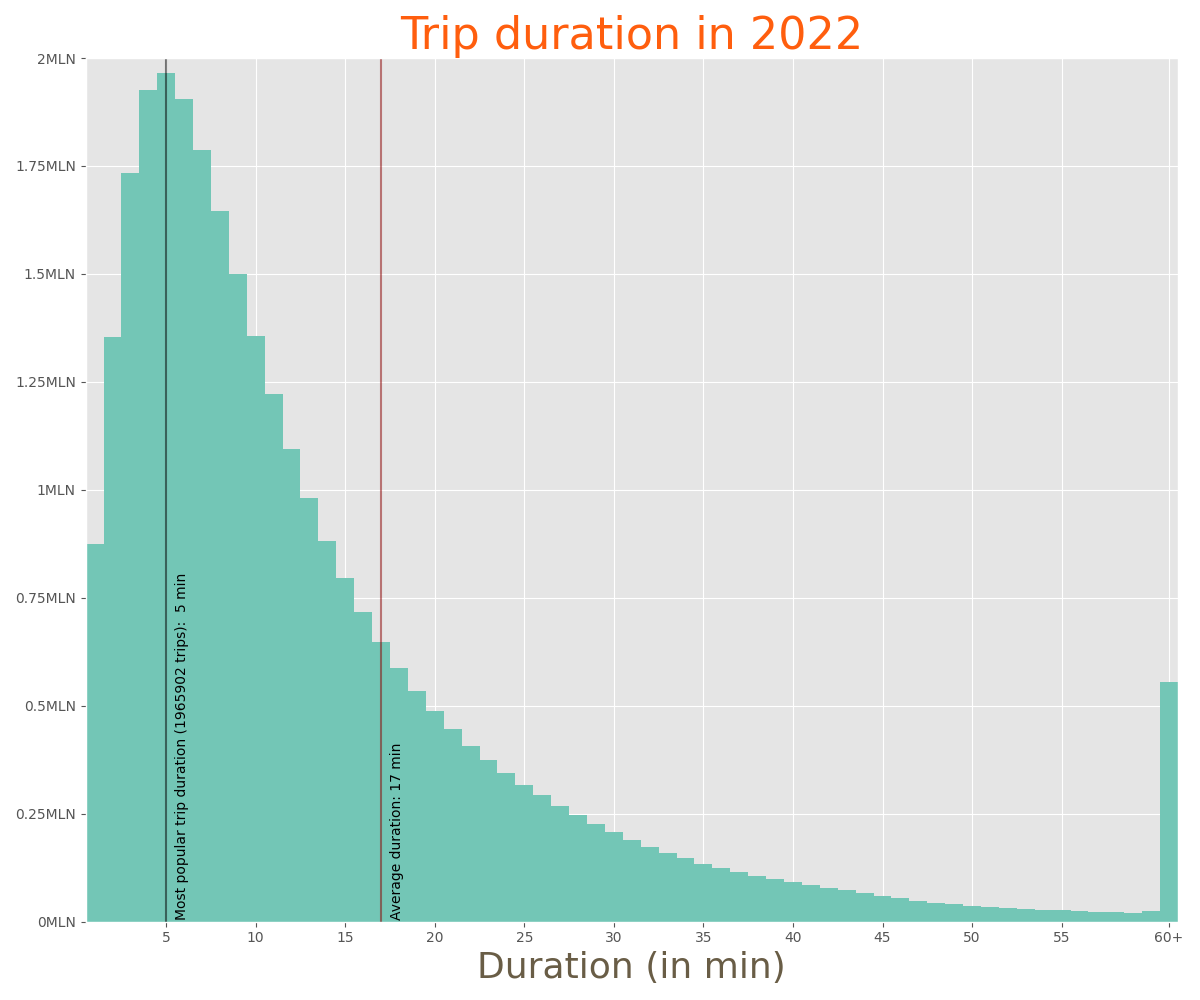 Trip duration in 2022
2MLN
1.75MLN
1.5MLN
1.25MLN
1MLN
0.75MLN
0.5MLN
0.25MLN
0MLN
Most popular trip duration (1965902 trips):  5 min
Average duration: 17 min
5 10 15 20 25 30 35 40 45 50 55 60+
Duration (in min)